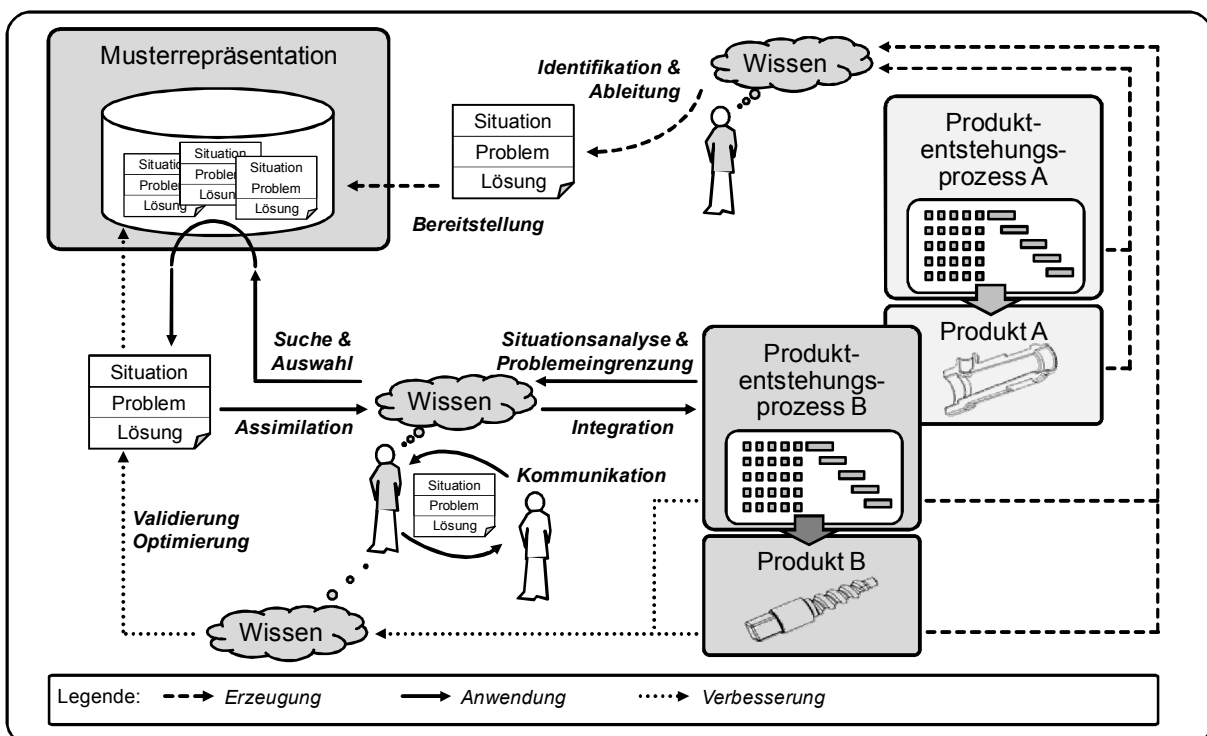 Musterrepräsentation
Situation
Problem
Lösung
Situation
Problem
Lösung
Situation
Problem
Lösung
Identifikation &
Ableitung
Wissen
Situation
Problem
Lösung
Bereitstellung
Produkt-
entstehungs-
prozess A
Produkt A
Suche &
Auswahl
Situationsanalyse &
Problemeingrenzung
Produkt-
entstehungs-
prozess B
Situation
Problem
Lösung
Assimilation
Wissen
Integration
Kommunikation
Situation
Problem
Lösung
Validierung
Optimierung
Produkt B
Wissen
Legende: Erzeugung Anwendung Verbesserung